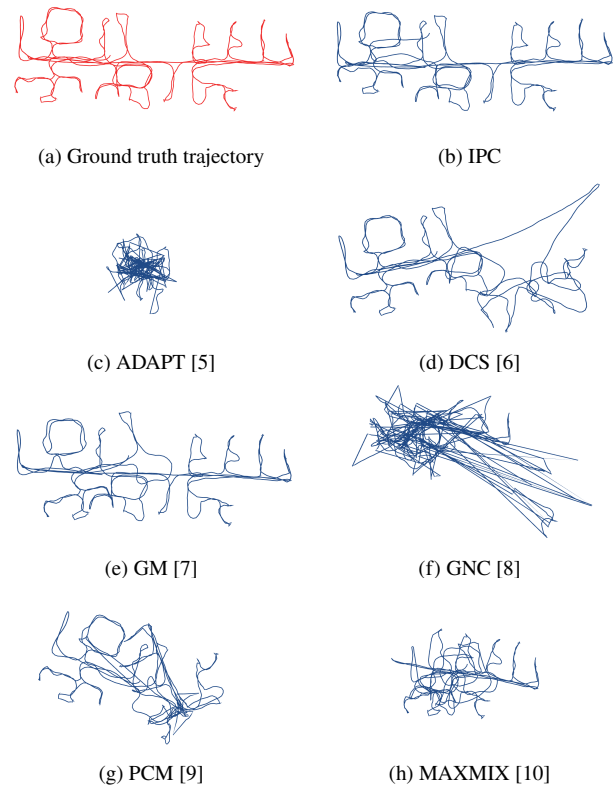 (a) Ground truth trajectory
(b) IPC
(c) ADAPT [5]
(d) DCS [6]
(e) GM [7]
(f) GNC [8]
(g) PCM [9]
(h) MAXMIX [10]